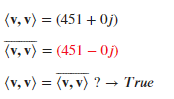 ⟨v, v⟩ = (451 + 0j)
⟨v, v⟩̅ = (451 − 0j)
⟨v, v⟩ = ⟨v, v⟩̅ ? → True